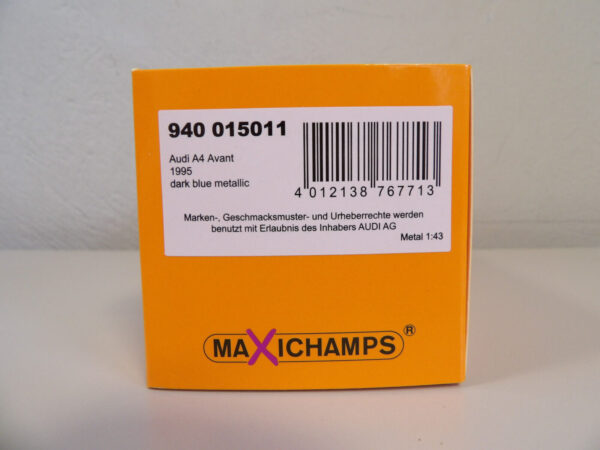 940 015011
Audi A4 Avant
1995
dark blue metallic
4 012138 767713
Marken-, Geschmacksmuster- und Urheberrechte werden
benutzt mit Erlaubnis des Inhabers AUDI AG
Metal 1:43
MAXICHAMPS®